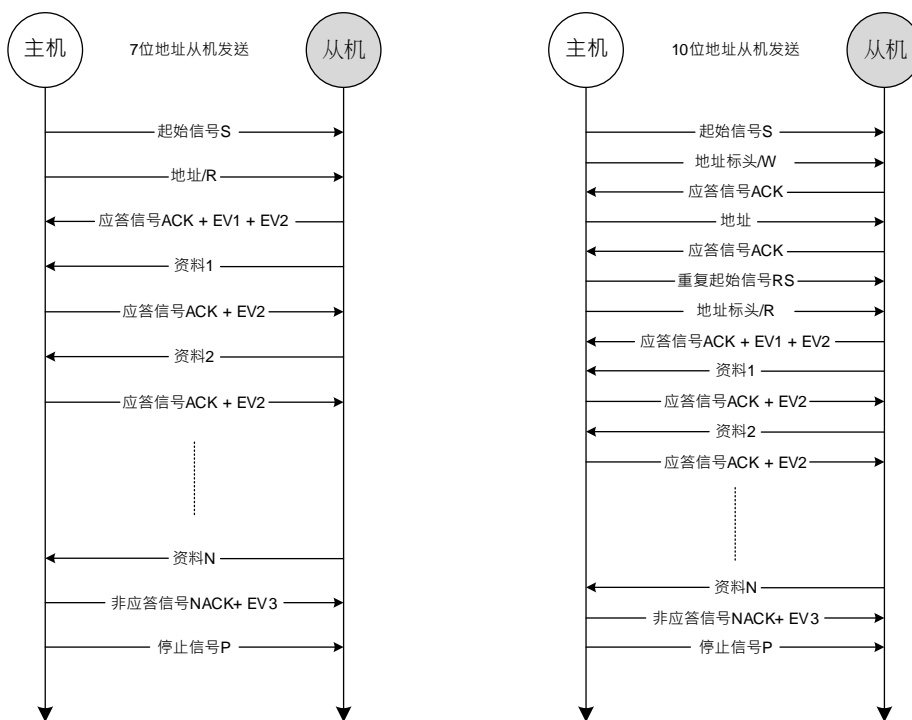 主机
7位地址从机发送
从机
起始信号S
地址/R
应答信号ACK + EV1 + EV2
资料1
应答信号ACK + EV2
资料2
应答信号ACK + EV2
资料N
非应答信号NACK+ EV3
停止信号P
主机
10位地址从机发送
从机
起始信号S
地址标头/W
应答信号ACK
地址
应答信号ACK
重复起始信号RS
地址标头/R
应答信号ACK + EV1 + EV2
资料1
应答信号ACK + EV2
资料2
应答信号ACK + EV2
资料N
非应答信号NACK+ EV3
停止信号P